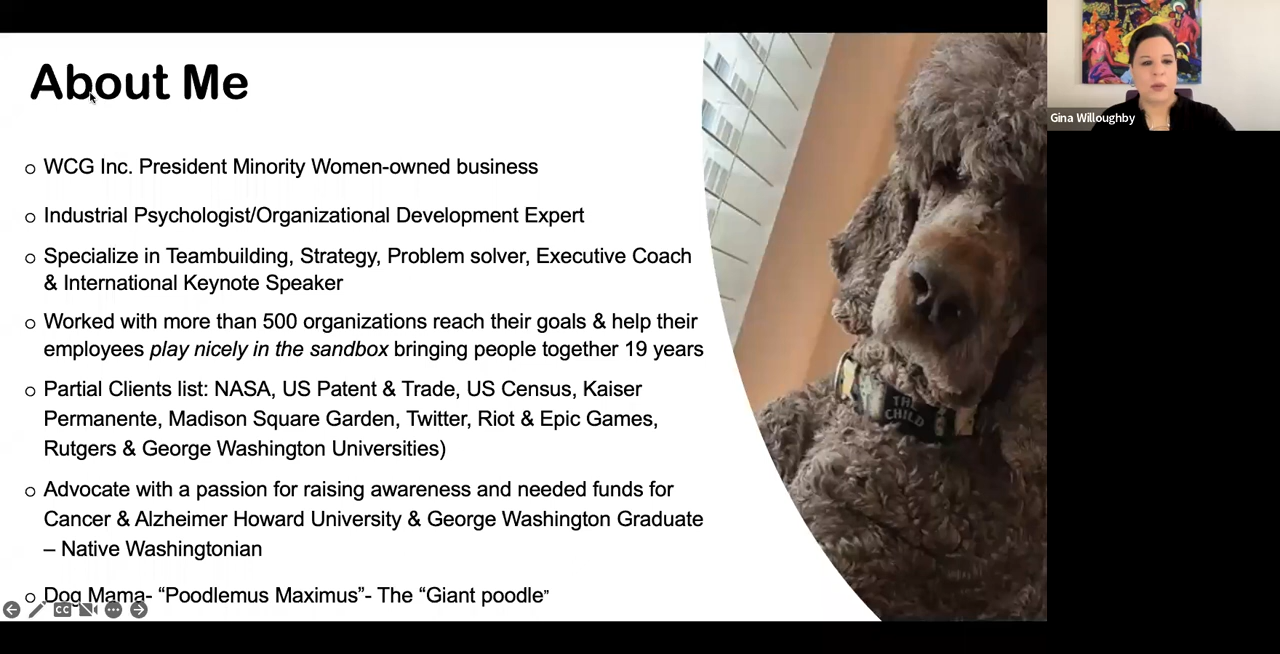 About Me
Gina Willoughby
o WCG Inc. President Minority Women-owned business
o Industrial Psychologist/Organizational Development Expert
o Specialize in Teambuilding, Strategy, Problem solver, Executive Coach
& International Keynote Speaker
o Worked with more than 500 organizations reach their goals & help their
employees play nicely in the sandbox bringing people together 19 years
o Partial Clients list: NASA, US Patent & Trade, US Census, Kaiser
Permanente, Madison Square Garden, Twitter, Riot & Epic Games,
Rutgers & George Washington Universities)
o Advocate with a passion for raising awareness and needed funds for
Cancer & Alzheimer Howard University & George Washington Graduate
– Native Washingtonian
o Dog Mama- “Poodlemus Maximus”- The “Giant poodle”
CC
CHILD